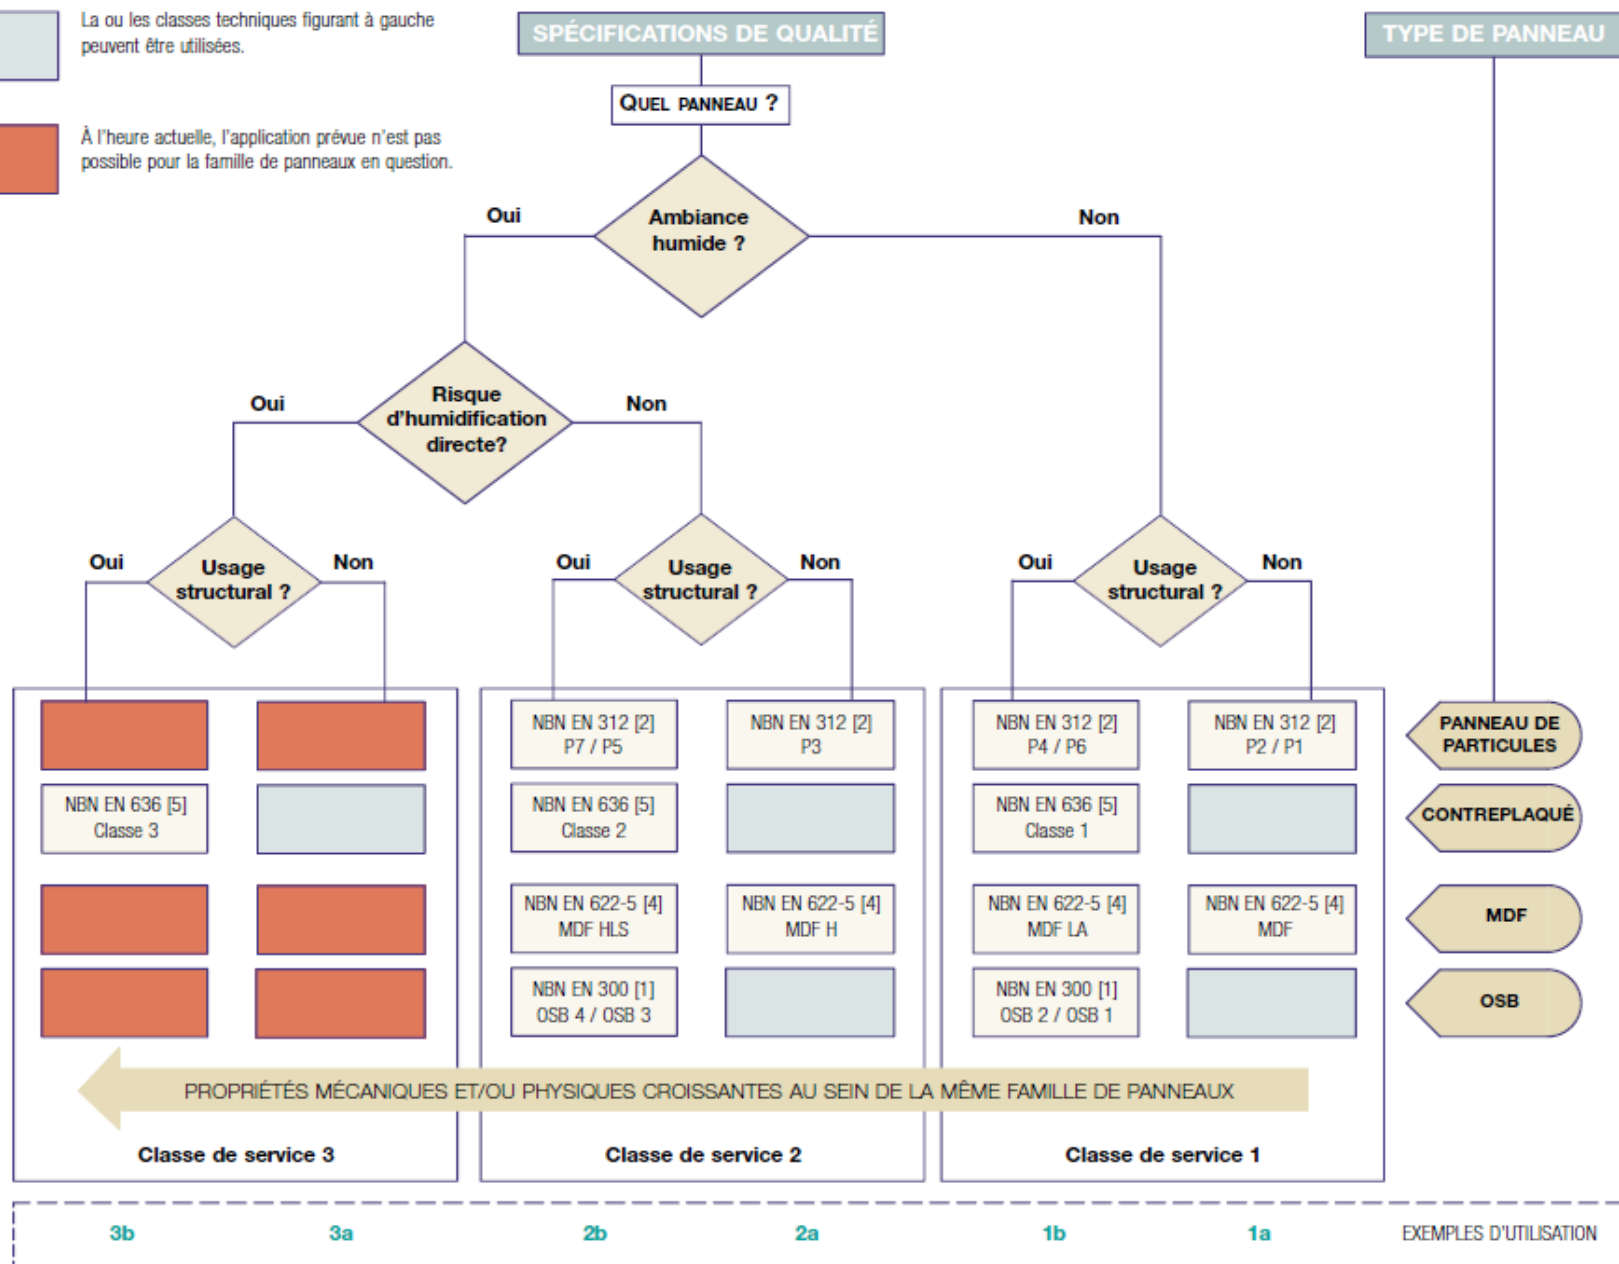 La ou les classes techniques figurant à gauche
peuvent être utilisées.
À l'heure actuelle, l'application prévue n'est pas
possible pour la famille de panneaux en question.
SPÉCIFICATIONS DE QUALITÉ
TYPE DE PANNEAU
QUEL PANNEAU ?
Ambiance
humide ?
Oui
Non
Risque
d'humidification
directe?
Oui
Non
Usage
structural ?
Oui
Non
Usage
structural ?
Oui
Non
Usage
structural ?
Oui
Non
NBN EN 312 [2]
P7 / P5
NBN EN 312 [2]
P3
NBN EN 312 [2]
P4 / P6
NBN EN 312 [2]
P2 / P1
PANNEAU DE
PARTICULES
NBN EN 636 [5]
Classe 3
NBN EN 636 [5]
Classe 2
NBN EN 636 [5]
Classe 1
CONTREPLAQUÉ
NBN EN 622-5 [4]
MDF HLS
NBN EN 622-5 [4]
MDF H
NBN EN 622-5 [4]
MDF LA
NBN EN 622-5 [4]
MDF
MDF
NBN EN 300 [1]
OSB 4 / OSB 3
NBN EN 300 [1]
OSB 2 / OSB 1
OSB
PROPRIÉTÉS MÉCANIQUES ET/OU PHYSIQUES CROISSANTES AU SEIN DE LA MÊME FAMILLE DE PANNEAUX
Classe de service 3
Classe de service 2
Classe de service 1
3b
3a
2b
2a
1b
1a
EXEMPLES D'UTILISATION